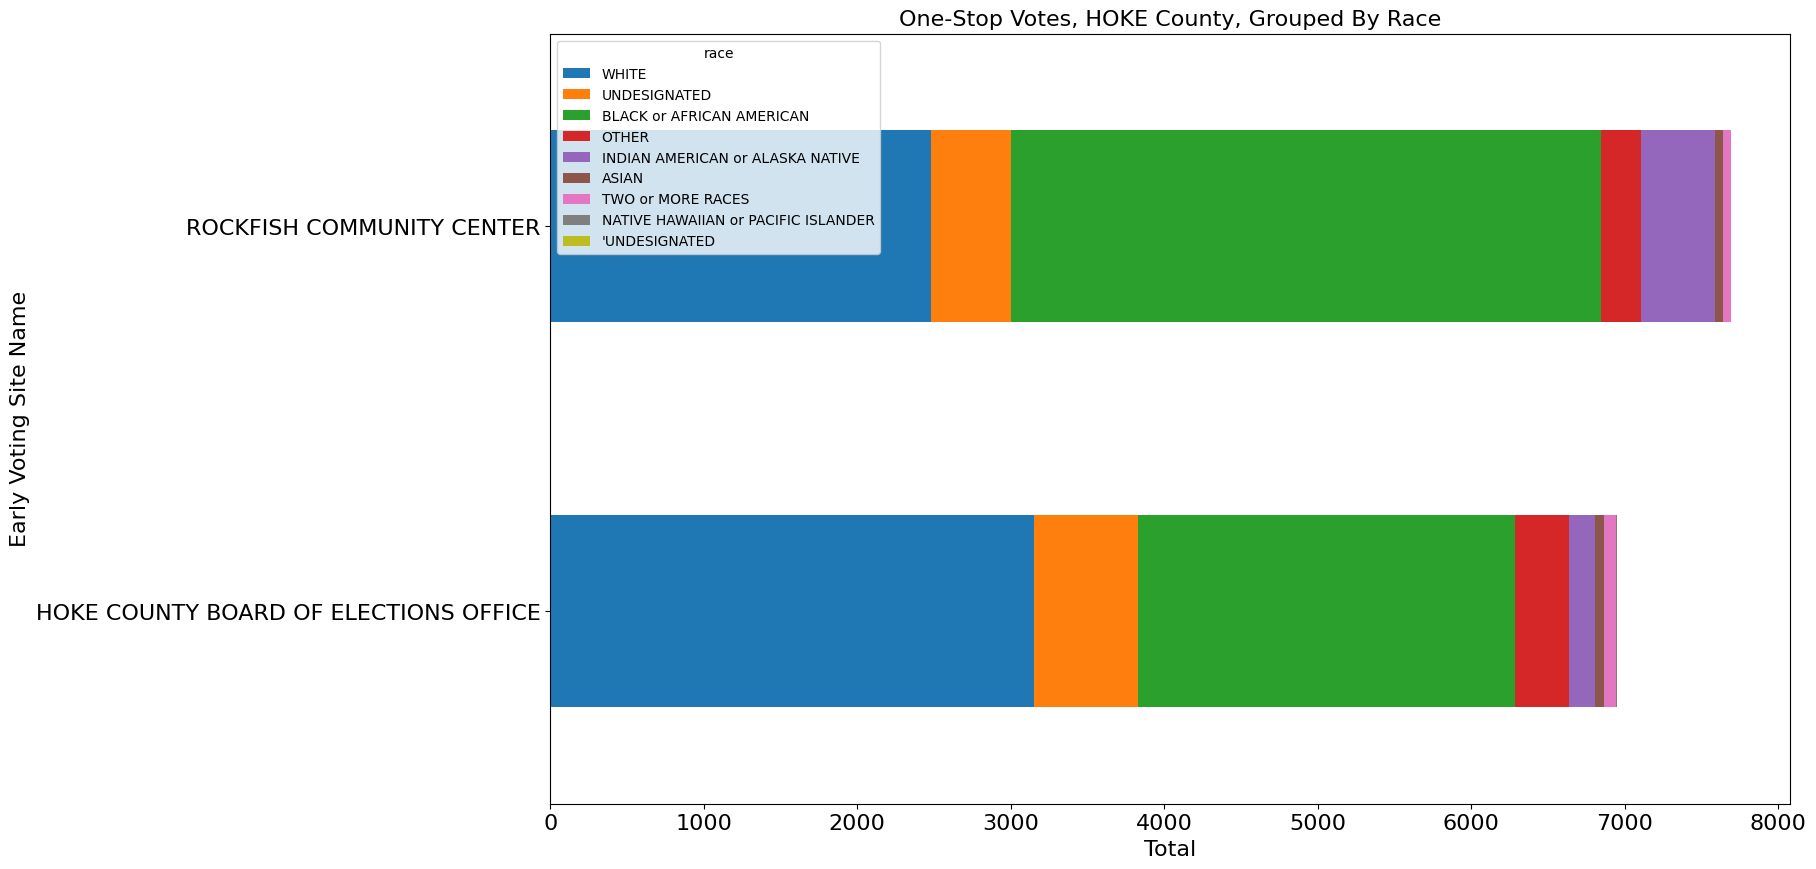 One-Stop Votes, HOKE County, Grouped By Race
race
WHITE
UNDESIGNATED
BLACK or AFRICAN AMERICAN
OTHER
INDIAN AMERICAN or ALASKA NATIVE
ASIAN
TWO or MORE RACES
NATIVE HAWAIIAN or PACIFIC ISLANDER
'UNDESIGNATED
Early Voting Site Name
ROCKFISH COMMUNITY CENTER
HOKE COUNTY BOARD OF ELECTIONS OFFICE
0 1000 2000 3000 4000 5000 6000 7000 8000
Total